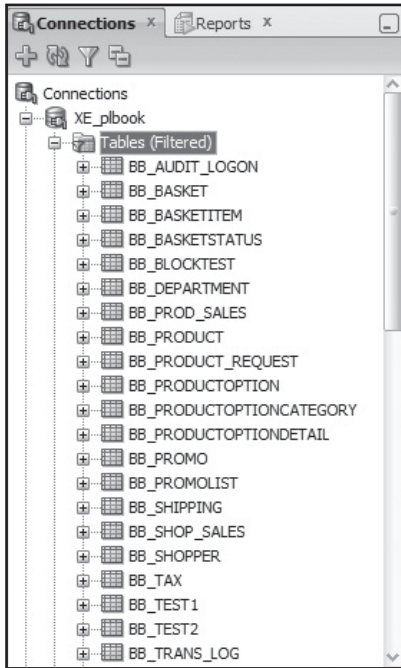 Connections x Reports x
Connections
XE_plbook
Tables (Filtered)
BB_AUDIT_LOGON
BB_BASKET
BB_BASKETITEM
BB_BASKETSTATUS
BB_BLOCKTEST
BB_DEPARTMENT
BB_PROD_SALES
BB_PRODUCT
BB_PRODUCT_REQUEST
BB_PRODUCTOPTION
BB_PRODUCTOPTIONCATEGORY
BB_PRODUCTOPTIONDETAIL
BB_PROMO
BB_PROMOLIST
BB_SHIPPING
BB_SHOP_SALES
BB_SHOPPER
BB_TAX
BB_TEST1
BB_TEST2
BB_TRANS_LOG